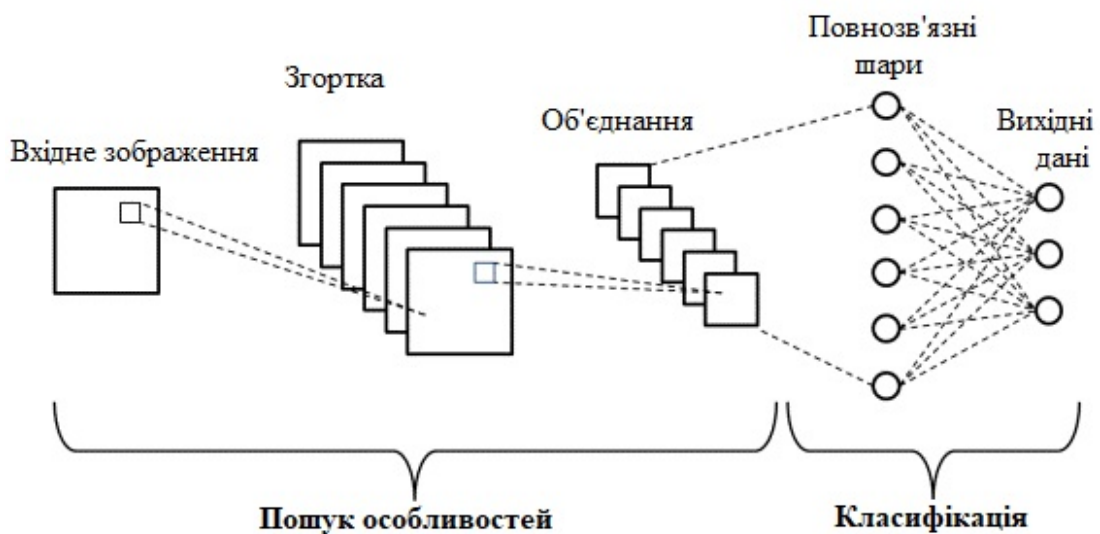 Повнозв'язні
шари
Згортка
Об'єднання
Вихідні
дані
Вхідне зображення
Пошук особливостей
Класифікація